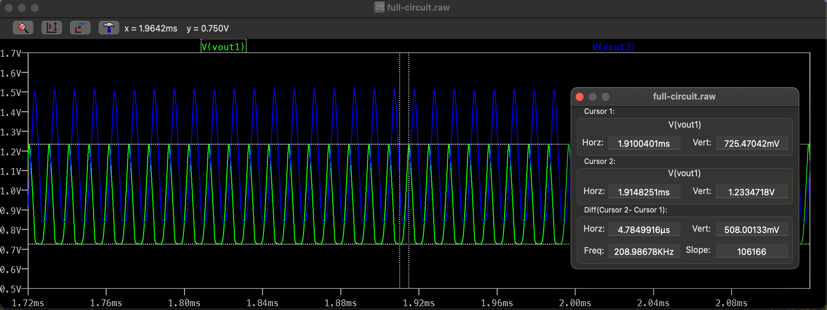 full-circuit.raw
x = 1.9642ms y = 0.750V
V(vout1) V(vout2)
1.7V
1.6V
1.5V
1.4V
1.3V
1.2V
1.1V
1.0V
0.9V
0.8V
0.7V
0.6V
0.5V
1.72ms 1.76ms 1.80ms 1.84ms 1.88ms 1.92ms 1.96ms 2.00ms 2.04ms 2.08ms
full-circuit.raw
Cursor 1:
V(vout1)
Horz: 1.9100401ms Vert: 725.47042mV
Cursor 2:
V(vout1)
Horz: 1.9148251ms Vert: 1.2334718V
Diff(Cursor 2- Cursor 1):
Horz: 4.7849916µs Vert: 508.00133mV
Freq: 208.98678KHz Slope: 106166